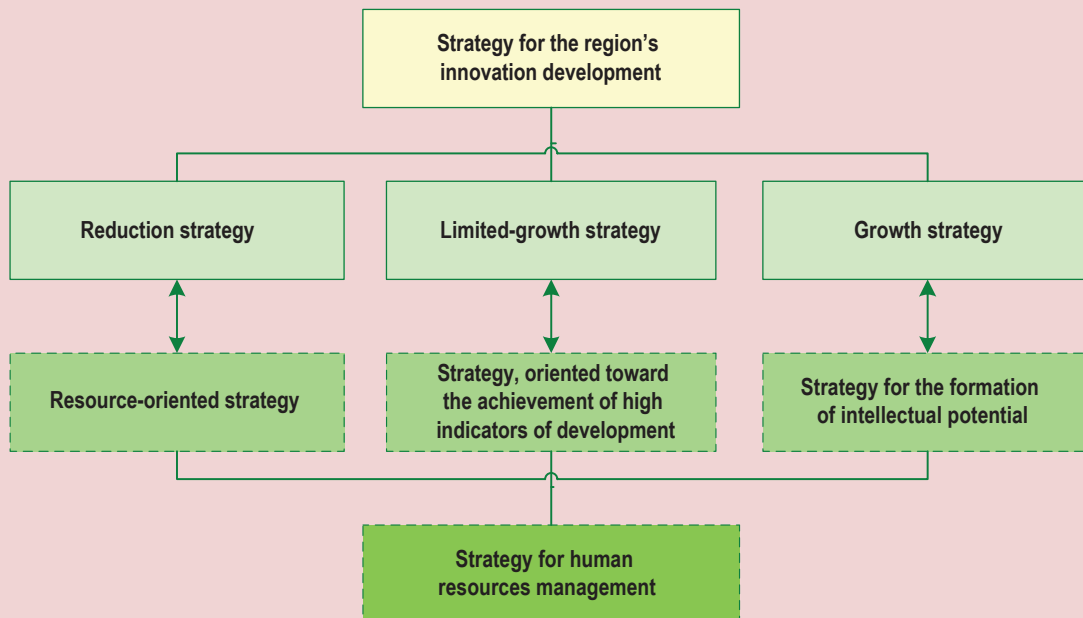 Strategy for the region’s
innovation development
Reduction strategy
Limited-growth strategy
Growth strategy
Resource-oriented strategy
Strategy, oriented toward
the achievement of high
indicators of development
Strategy for the formation
of intellectual potential
Strategy for human
resources management